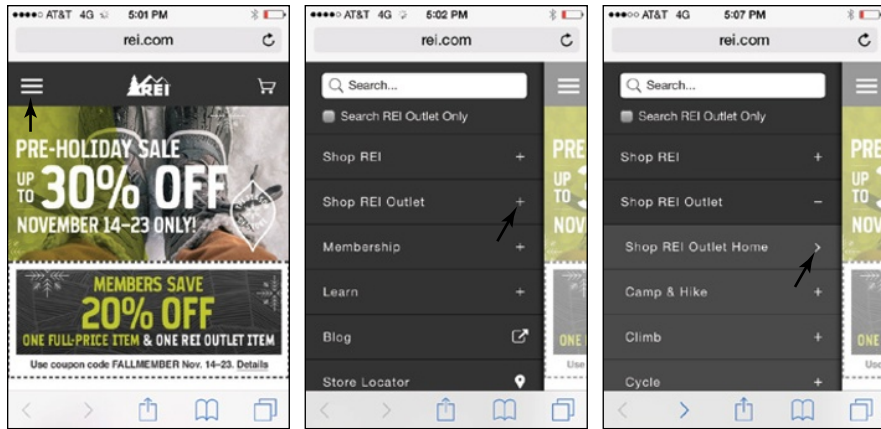 AT&T 4G 5:01 PM
rei.com
REI
PRE-HOLIDAY SALE
UP TO 30% OFF
NOVEMBER 14–23 ONLY!
MEMBERS SAVE
20% OFF
ONE FULL-PRICE ITEM & ONE REI OUTLET ITEM
Use coupon code FALLMEMBER Nov. 14–23. Details
AT&T 4G 5:02 PM
rei.com
Search...
Search REI Outlet Only
Shop REI +
Shop REI Outlet +
Membership +
Learn +
Blog
Store Locator
PRE
UP
TO
NOV
ONE
Use
AT&T 4G 5:07 PM
rei.com
Search...
Search REI Outlet Only
Shop REI +
Shop REI Outlet –
Shop REI Outlet Home >
Camp & Hike +
Climb +
Cycle +
PRE
UP
TO
NOV
ONE
Use